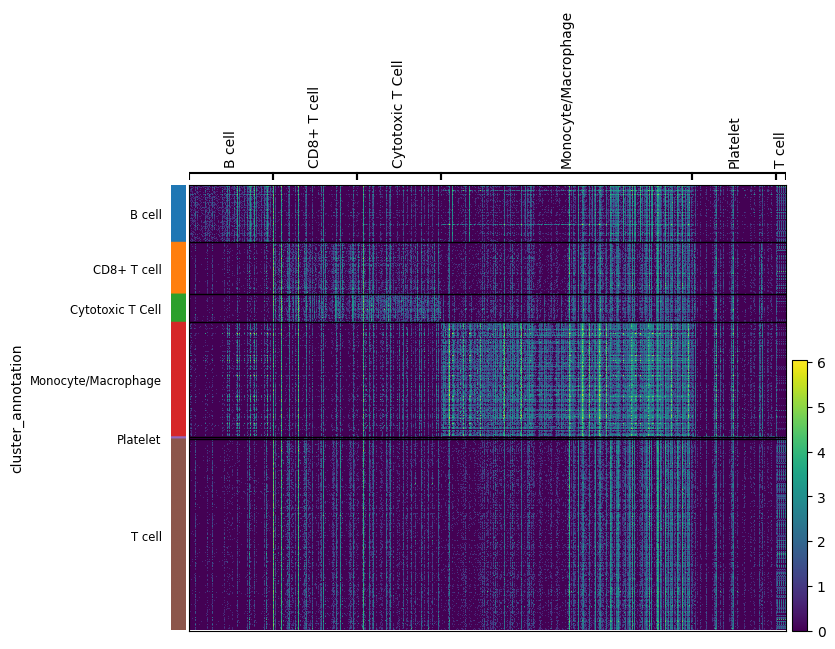 B cell
CD8+ T cell
Cytotoxic T Cell
Monocyte/Macrophage
Platelet
T cell
cluster_annotation
B cell
CD8+ T cell
Cytotoxic T Cell
Monocyte/Macrophage
Platelet
T cell
6
5
4
3
2
1
0